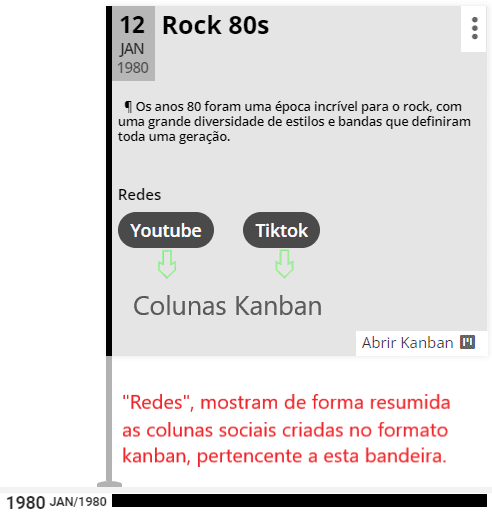 12
JAN
1980
Rock 80s
¶ Os anos 80 foram uma época incrível para o rock, com
uma grande diversidade de estilos e bandas que definiram
toda uma geração.
Redes
Youtube
Tiktok
Colunas Kanban
Abrir Kanban
"Redes", mostram de forma resumida
as colunas sociais criadas no formato
kanban, pertencente a esta bandeira.
1980 JAN/1980